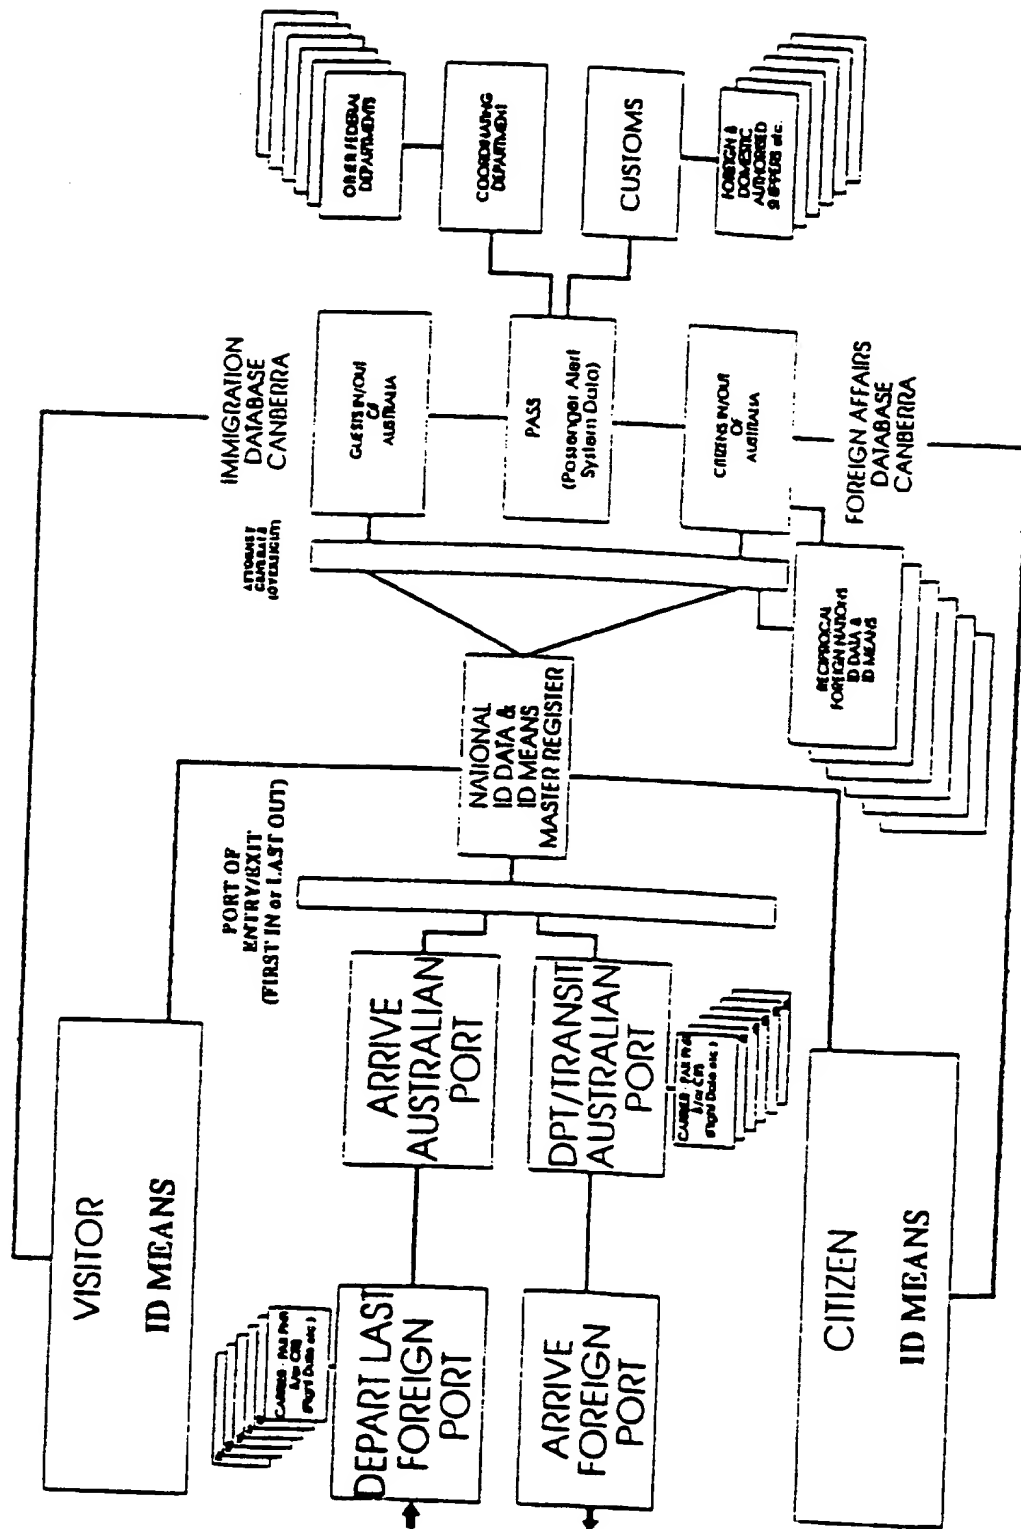 VISITOR
ID MEANS
IMMIGRATION
DATABASE
CANBERRA
PORT OF
ENTRY/EXIT
(FIRST IN or LAST OUT)
ATTORNEY
GENERAL'S
(OVERSIGHT)
GUESTS IN/OUT
OF
AUSTRALIA
OTHER FEDERAL
DEPARTMENTS
COORDINATING
DEPARTMENT
DEPART LAST
FOREIGN
PORT
ARRIVE
AUSTRALIAN
PORT
NATIONAL
ID DATA &
ID MEANS
MASTER REGISTER
PASS
(Passenger Alert
System Data)
ARRIVE
FOREIGN
PORT
DPT/TRANSIT
AUSTRALIAN
PORT
CUSTOMS
CITIZENS IN/OUT
OF
AUSTRALIA
FOREIGN &
DOMESTIC
AUTHORISED
SHIPPERS etc.
RECIPROCAL
FOREIGN NATIONS
ID DATA &
ID MEANS
FOREIGN AFFAIRS
DATABASE
CANBERRA
CITIZEN
ID MEANS